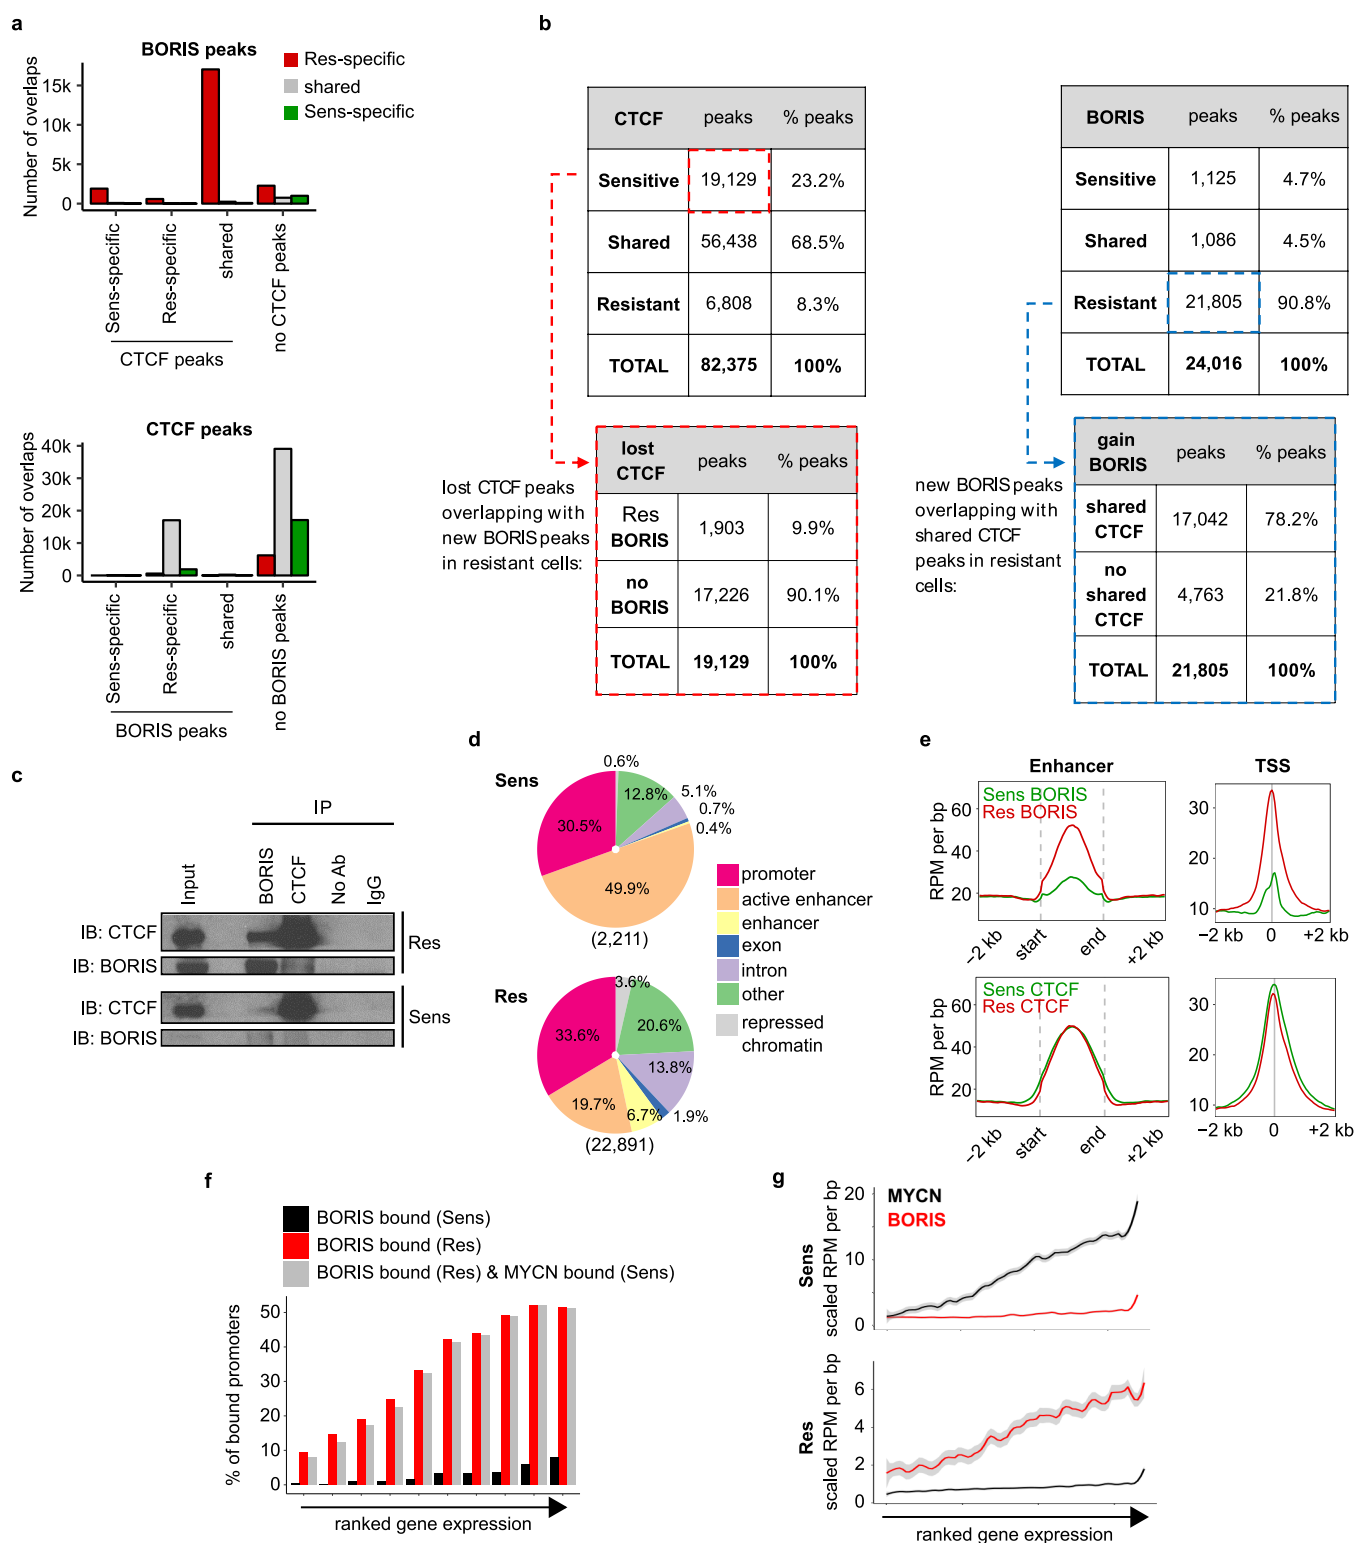 a
BORIS peaks
Res-specific
shared
Sens-specific
Number of overlaps
15k
10k
5k
0
Sens-specific
Res-specific
shared
no CTCF peaks
CTCF peaks
CTCF peaks
Number of overlaps
40k
30k
20k
10k
0
Sens-specific
Res-specific
shared
no BORIS peaks
BORIS peaks
b
CTCF peaks % peaks
Sensitive 19,129 23.2%
Shared 56,438 68.5%
Resistant 6,808 8.3%
TOTAL 82,375 100%
lost CTCF peaks
overlapping with
new BORIS peaks
in resistant cells:
lost
CTCF peaks % peaks
Res
BORIS 1,903 9.9%
no
BORIS 17,226 90.1%
TOTAL 19,129 100%
BORIS peaks % peaks
Sensitive 1,125 4.7%
Shared 1,086 4.5%
Resistant 21,805 90.8%
TOTAL 24,016 100%
new BORIS peaks
overlapping with
shared CTCF
peaks in resistant
cells:
gain
BORIS peaks % peaks
shared
CTCF 17,042 78.2%
no
shared
CTCF 4,763 21.8%
TOTAL 21,805 100%
c
IP
Input
BORIS
CTCF
No Ab
IgG
IB: CTCF
IB: BORIS
Res
IB: CTCF
IB: BORIS
Sens
d
Sens
0.6%
12.8%
5.1%
0.7%
0.4%
30.5%
49.9%
(2,211)
promoter
active enhancer
enhancer
exon
intron
other
repressed
chromatin
Res
3.6%
33.6%
20.6%
13.8%
19.7%
6.7%
1.9%
(22,891)
e
Enhancer
TSS
Sens BORIS
Res BORIS
RPM per bp
60
40
20
−2 kb
start
end
+2 kb
30
20
10
−2 kb 0 +2 kb
Sens CTCF
Res CTCF
RPM per bp
60
40
20
−2 kb
start
end
+2 kb
30
20
10
−2 kb 0 +2 kb
f
BORIS bound (Sens)
BORIS bound (Res)
BORIS bound (Res) & MYCN bound (Sens)
% of bound promoters
50
40
30
20
10
0
ranked gene expression
g
MYCN
BORIS
Sens
scaled RPM per bp
20
10
0
Res
scaled RPM per bp
6
4
2
0
ranked gene expression